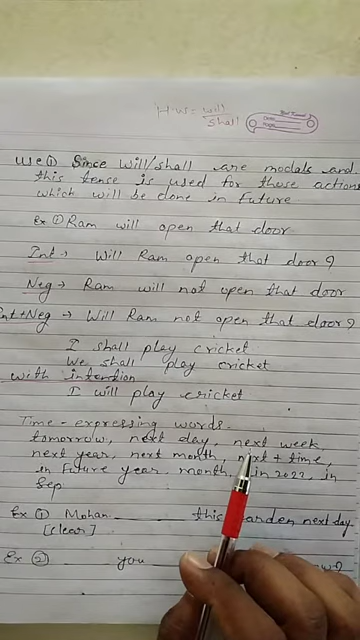 H.us = will/shall
Use ① Since Will/Shall are modals and
this tense is used for those actions
which will be done in future
Ex ① Ram will open that door
Int → Will Ram open that door?
Neg → Ram will not open that door
Int+Neg → Will Ram not open that door?
I shall play cricket
We shall play cricket
with intention
I will play cricket
Time-expressing words.
tomorrow, next day, next week
next year, next month, next + time,
in future year, month, in 2022, in
Sep
Ex ① Mohan ______ this garden next day
[clear]
Ex ② ______ you